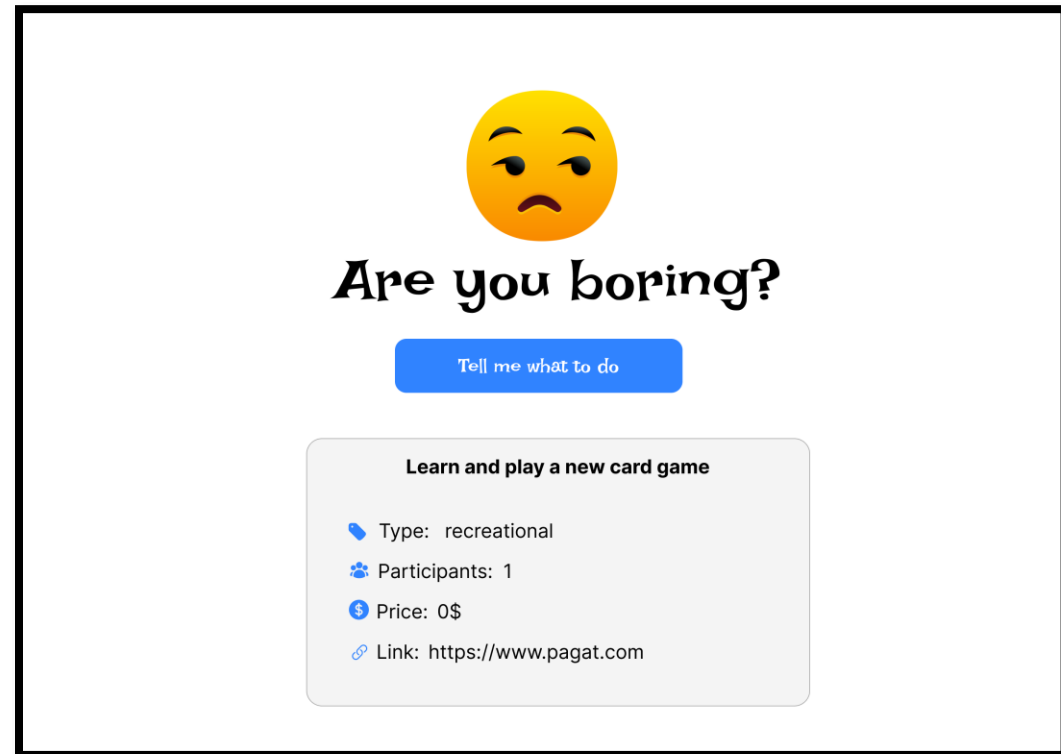 Are you boring?
Tell me what to do
Learn and play a new card game
Type: recreational
Participants: 1
Price: 0$
Link: https://www.pagat.com